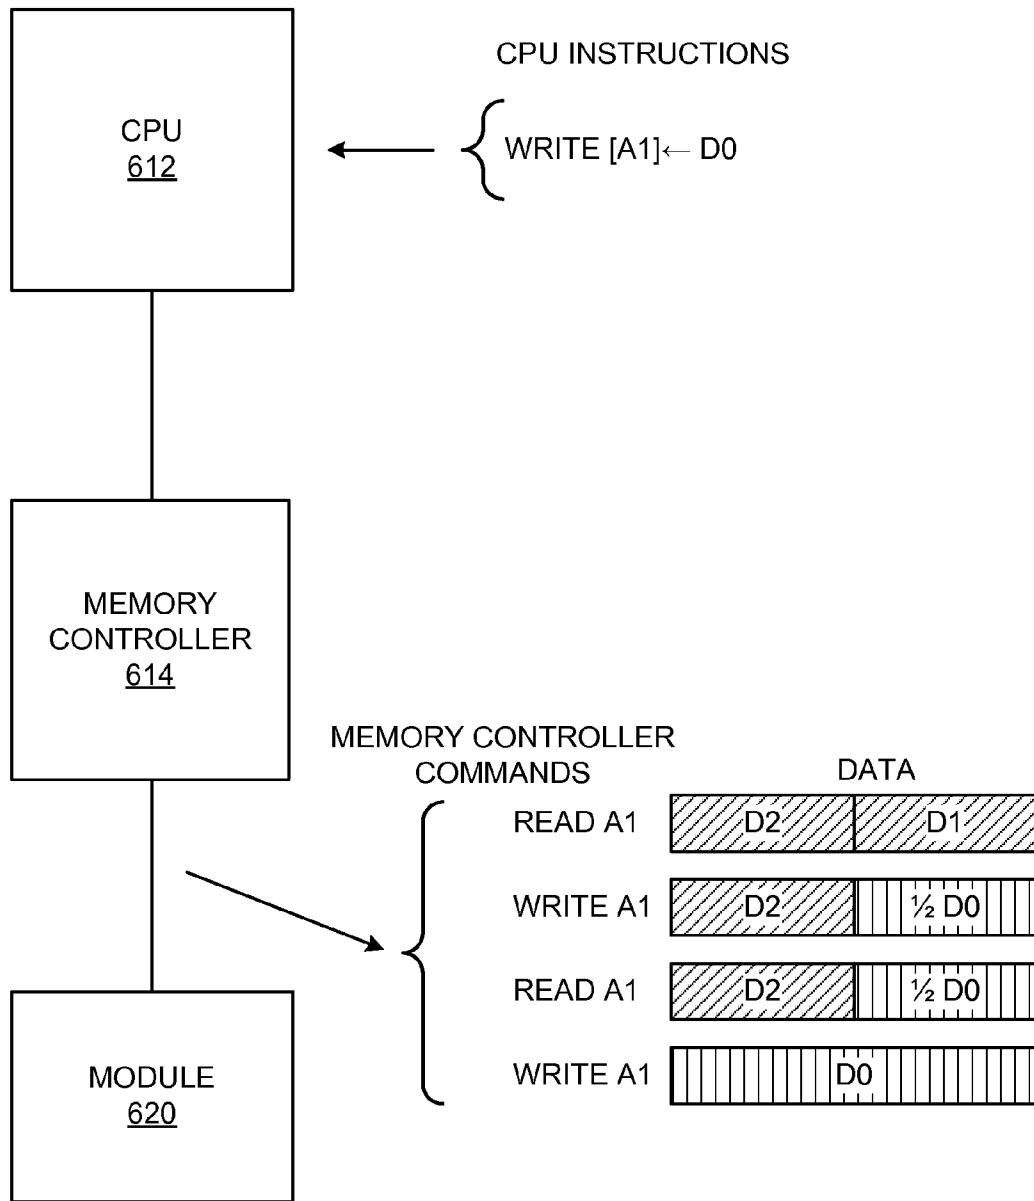 CPU INSTRUCTIONS
CPU
612
WRITE [A1]← D0
MEMORY
CONTROLLER
614
MEMORY CONTROLLER
COMMANDS
DATA
READ A1
D2
D1
WRITE A1
D2
½ D0
READ A1
D2
½ D0
WRITE A1
D0
MODULE
620